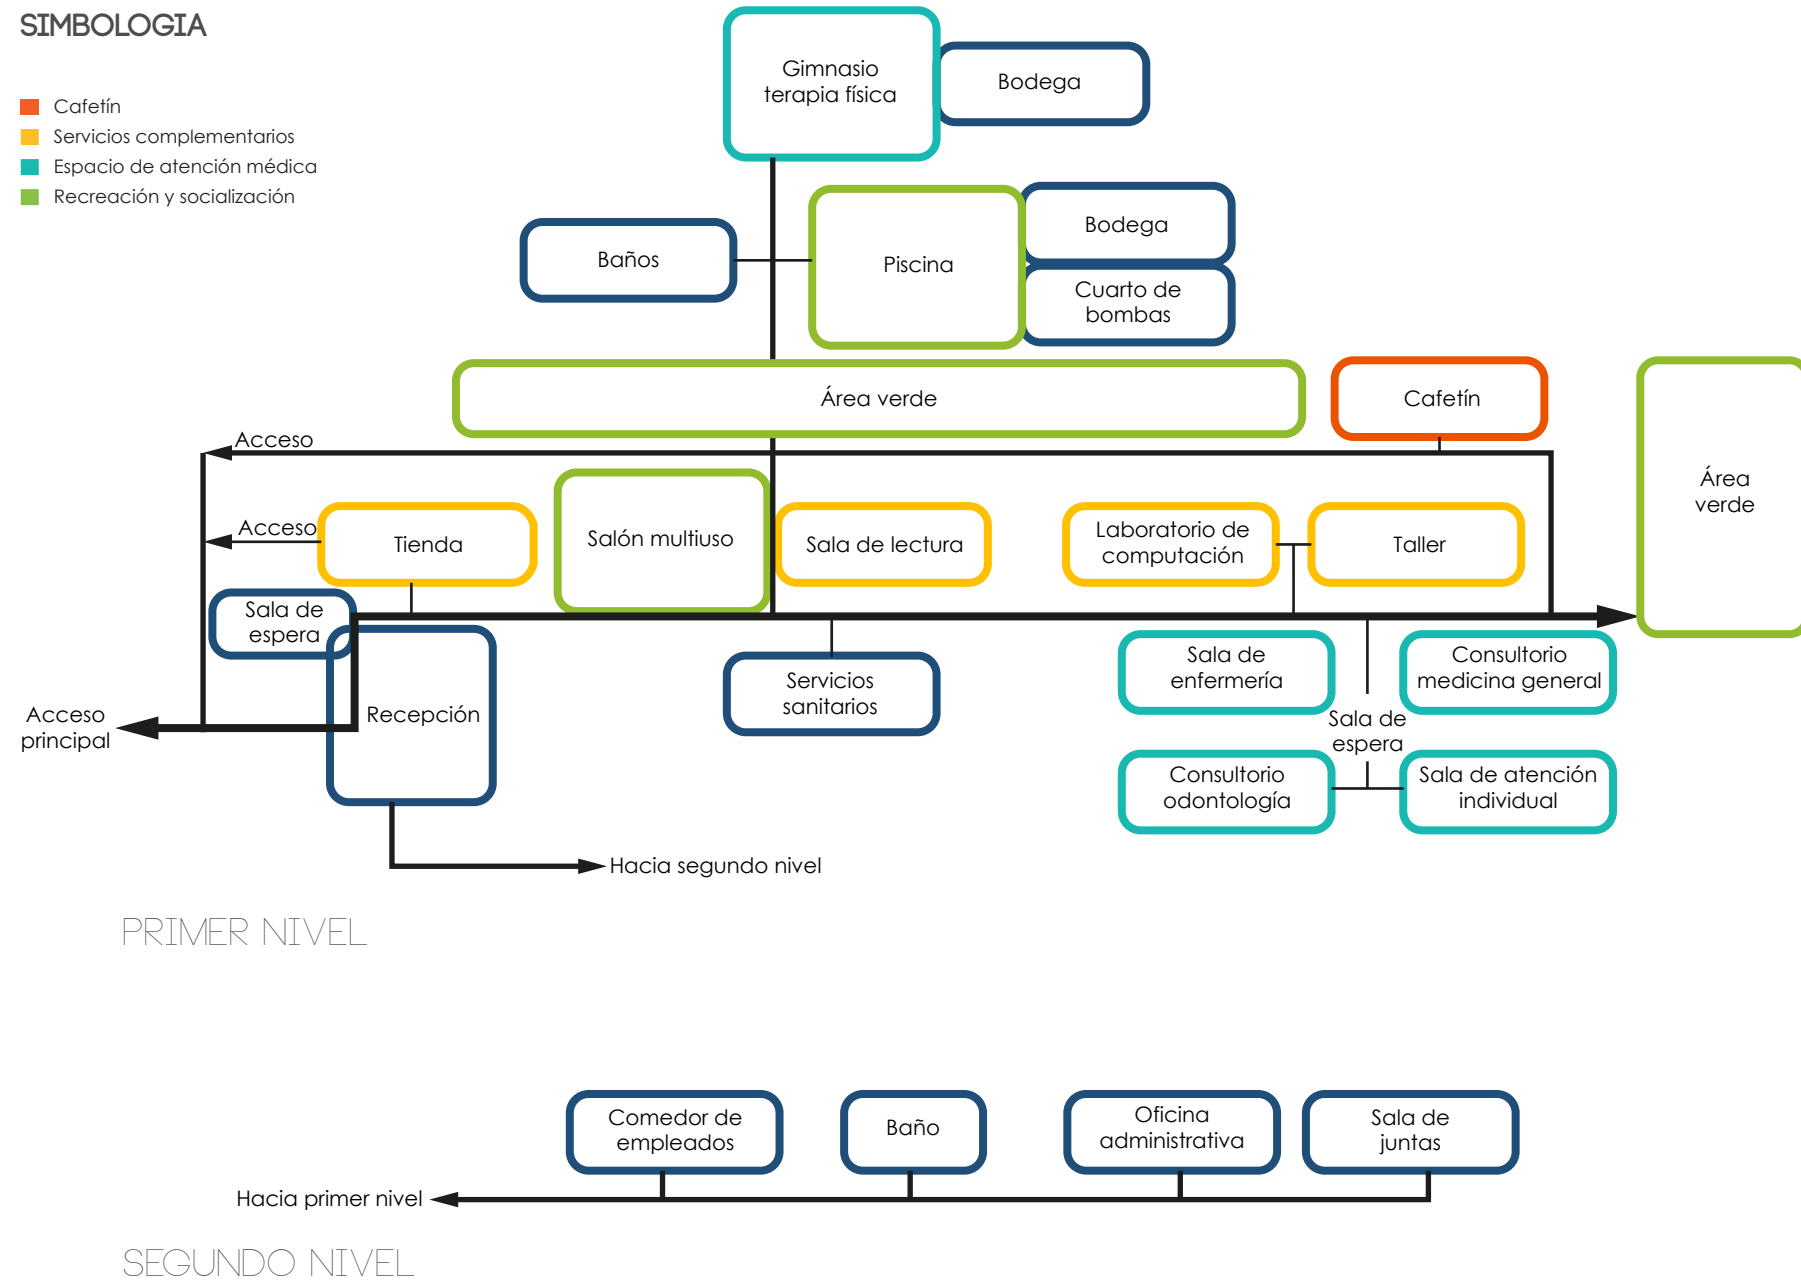 SIMBOLOGIA
Cafetín
Servicios complementarios
Espacio de atención médica
Recreación y socialización
Gimnasio
terapia física
Bodega
Baños
Piscina
Bodega
Cuarto de
bombas
Área verde
Cafetín
Área
verde
Acceso
Acceso
Tienda
Salón multiuso
Sala de lectura
Laboratorio de
computación
Taller
Sala de
espera
Recepción
Acceso
principal
Servicios
sanitarios
Sala de
enfermería
Consultorio
medicina general
Sala de
espera
Consultorio
odontología
Sala de atención
individual
Hacia segundo nivel
PRIMER NIVEL
Comedor de
empleados
Baño
Oficina
administrativa
Sala de
juntas
Hacia primer nivel
SEGUNDO NIVEL